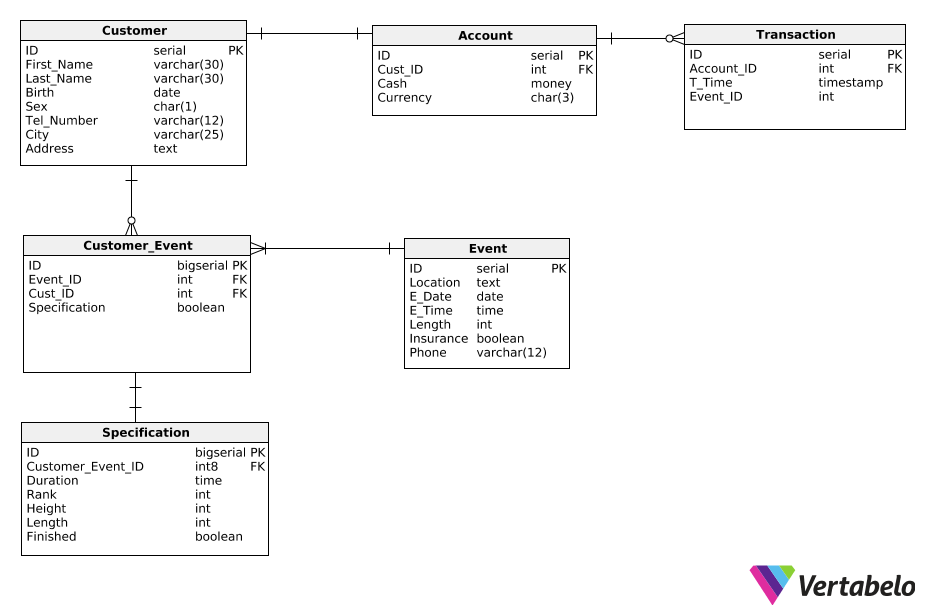 Customer
ID serial PK
First_Name varchar(30)
Last_Name varchar(30)
Birth date
Sex char(1)
Tel_Number varchar(12)
City varchar(25)
Address text
Account
ID serial PK
Cust_ID int FK
Cash money
Currency char(3)
Transaction
ID serial PK
Account_ID int FK
T_Time timestamp
Event_ID int
Customer_Event
ID bigserial PK
Event_ID int FK
Cust_ID int FK
Specification boolean
Event
ID serial PK
Location text
E_Date date
E_Time time
Length int
Insurance boolean
Phone varchar(12)
Specification
ID bigserial PK
Customer_Event_ID int8 FK
Duration time
Rank int
Height int
Length int
Finished boolean
Vertabelo